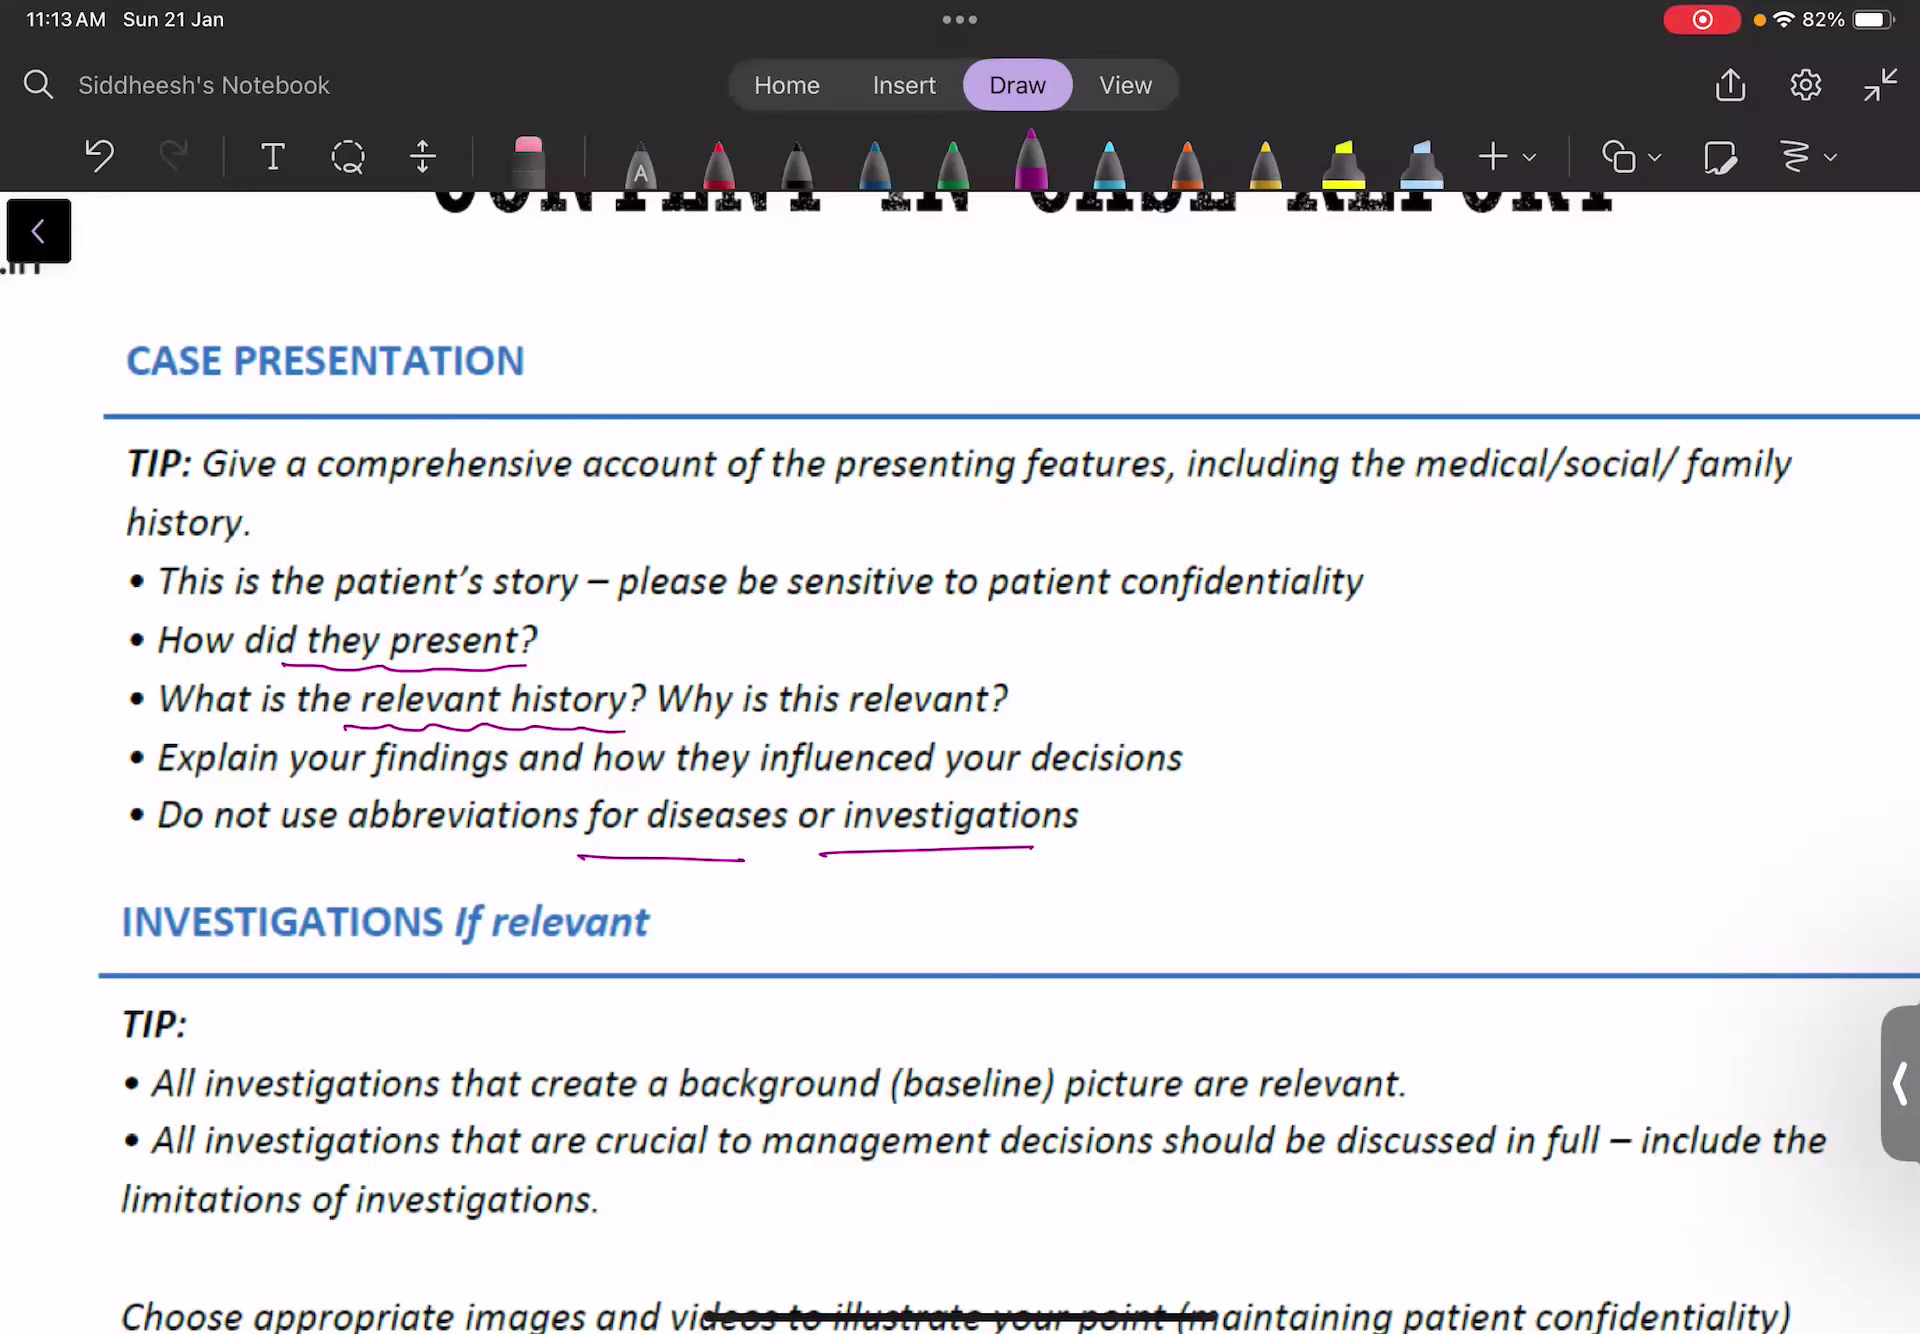 11:13 AM Sun 21 Jan
82%
Siddheesh's Notebook
Home Insert Draw View
T
A
CONTENT IN CASE REPORT
CASE PRESENTATION
TIP: Give a comprehensive account of the presenting features, including the medical/social/ family
history.
• This is the patient's story – please be sensitive to patient confidentiality
• How did they present?
• What is the relevant history? Why is this relevant?
• Explain your findings and how they influenced your decisions
• Do not use abbreviations for diseases or investigations
INVESTIGATIONS If relevant
TIP:
• All investigations that create a background (baseline) picture are relevant.
• All investigations that are crucial to management decisions should be discussed in full – include the
limitations of investigations.
Choose appropriate images and videos to illustrate your point (maintaining patient confidentiality)